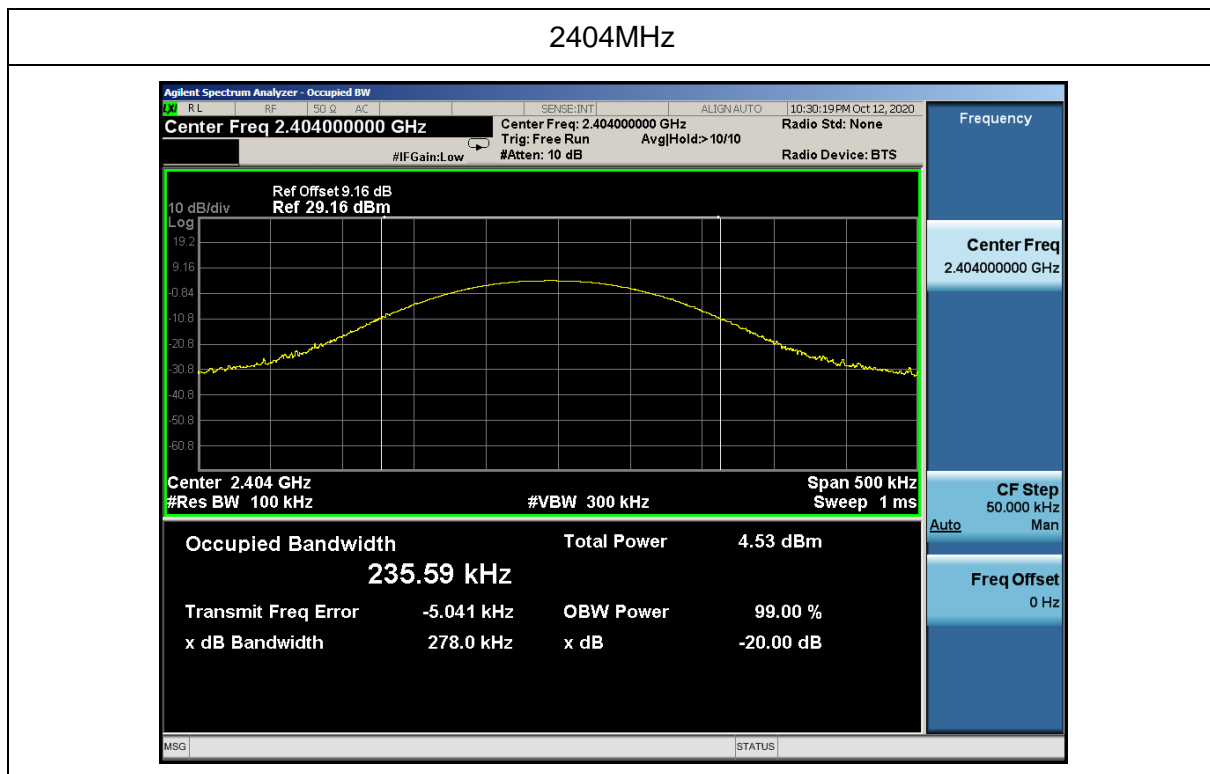 2404MHz
Agilent Spectrum Analyzer - Occupied BW
LXI RL RF 50 Ω AC SENSE:INT ALIGN AUTO 10:30:19 PM Oct 12, 2020
Center Freq 2.404000000 GHz Center Freq: 2.404000000 GHz Radio Std: None
Trig: Free Run Avg|Hold:>10/10
#IFGain:Low #Atten: 10 dB Radio Device: BTS
Frequency
Ref Offset 9.16 dB
10 dB/div Ref 29.16 dBm
Log
19.2
9.16
-0.84
-10.8
-20.8
-30.8
-40.8
-50.8
-60.8
Center 2.404 GHz Span 500 kHz
#Res BW 100 kHz #VBW 300 kHz Sweep 1 ms
Occupied Bandwidth Total Power 4.53 dBm
235.59 kHz
Transmit Freq Error -5.041 kHz OBW Power 99.00 %
x dB Bandwidth 278.0 kHz x dB -20.00 dB
Center Freq
2.404000000 GHz
CF Step
50.000 kHz
Auto Man
Freq Offset
0 Hz
MSG STATUS